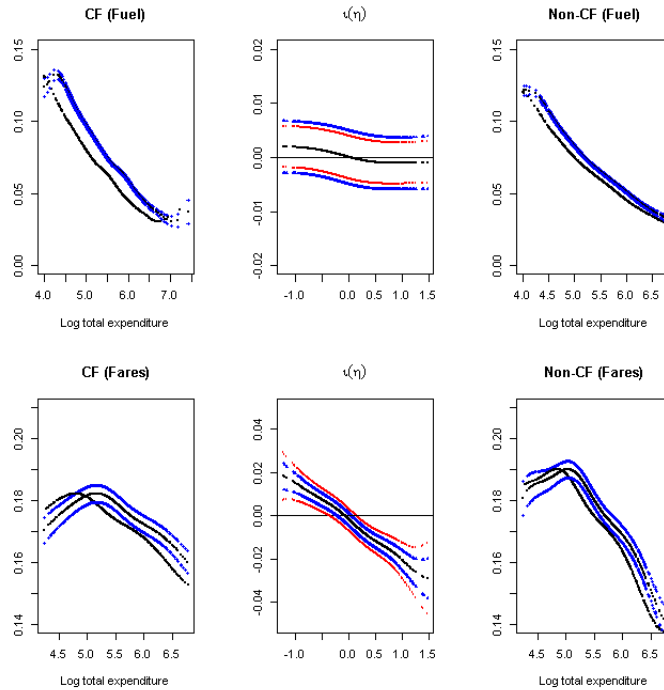 CF (Fuel)
ι(η)
Non-CF (Fuel)
0.15
0.10
0.05
0.00
4.0 5.0 6.0 7.0
Log total expenditure
0.02
0.01
0.00
-0.01
-0.02
-1.0 0.0 0.5 1.0 1.5
0.15
0.10
0.05
0.00
4.0 4.5 5.0 5.5 6.0 6.5
Log total expenditure
CF (Fares)
ι(η)
Non-CF (Fares)
0.20
0.18
0.16
0.14
4.5 5.0 5.5 6.0 6.5
Log total expenditure
0.04
0.02
0.00
-0.02
-0.04
-1.0 0.0 0.5 1.0 1.5
0.20
0.18
0.16
0.14
4.5 5.0 5.5 6.0 6.5
Log total expenditure